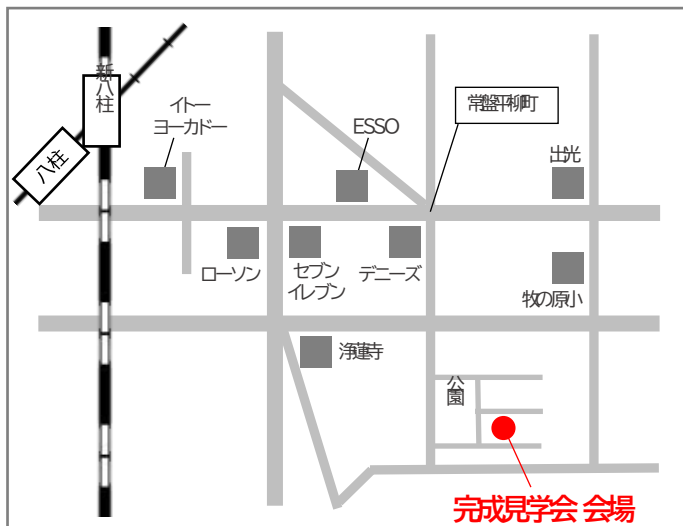 新八柱
八柱
イトー
ヨーカドー
ESSO
常盤平柳町
出光
ローソン
セブン
イレブン
デニーズ
牧の原小
浄蓮寺
公園
完成見学会 会場